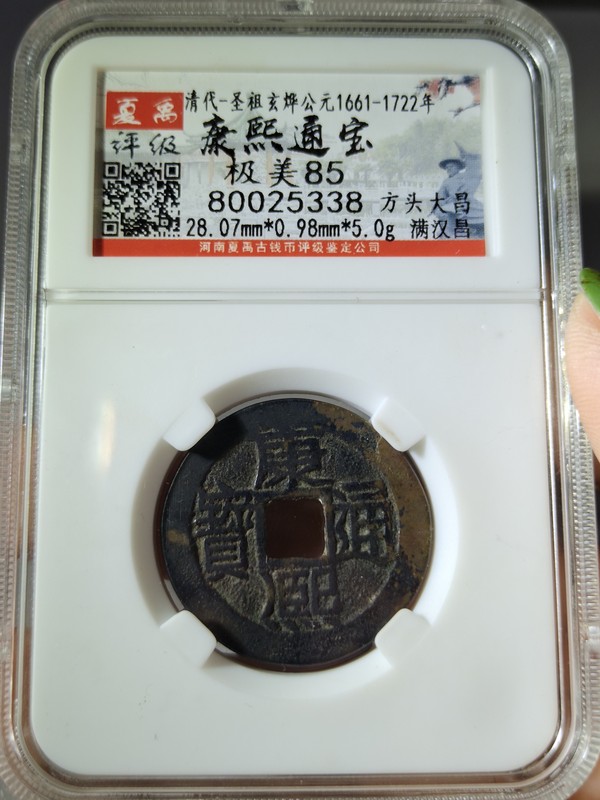 夏禹
评级
清代-圣祖玄烨公元1661-1722年
康熙通宝
极美85
80025338 方头大昌
28.07mm*0.98mm*5.0g 满汉昌
河南夏禹古钱币评级鉴定公司
康熙通寶